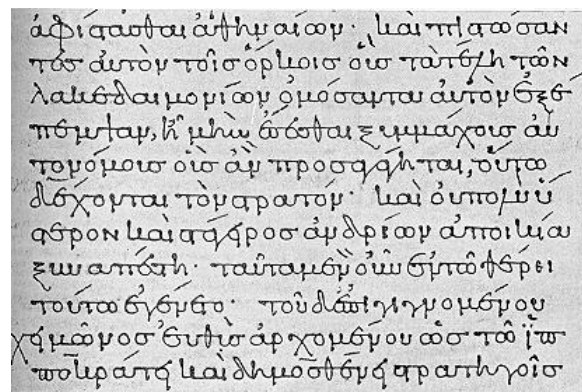 ἀφίστασθαι ἀθηναίων· καὶ πιστώσαν
τες αὐτὸν τοῖς ὅρκοις οὓς τὰ τέλη τῶν
λακεδαιμονίων ὀμόσαντα αὐτὸν ἐξέ
πεμψαν, ἦ μὴν ἔσεσθαι ξυμμάχους αὐ
τονόμους οὓς ἂν προσαγάγηται, οὕτω
δέχονται τὸν στρατόν· καὶ οὐ πολὺ ὕ
στερον καὶ στάγειρος ἀνδρίων ἀποικία
ξυναπέστη· ταῦτα μὲν οὖν ἐν τῷ θέρει
τούτω ἐγένετο· τοῦ δ' ἐπιγιγνομένου
χειμῶνος εὐθὺς ἀρχομένου ὡς τῶ ἱπ
ποκράτει καὶ δημοσθένει στρατηγοῖς